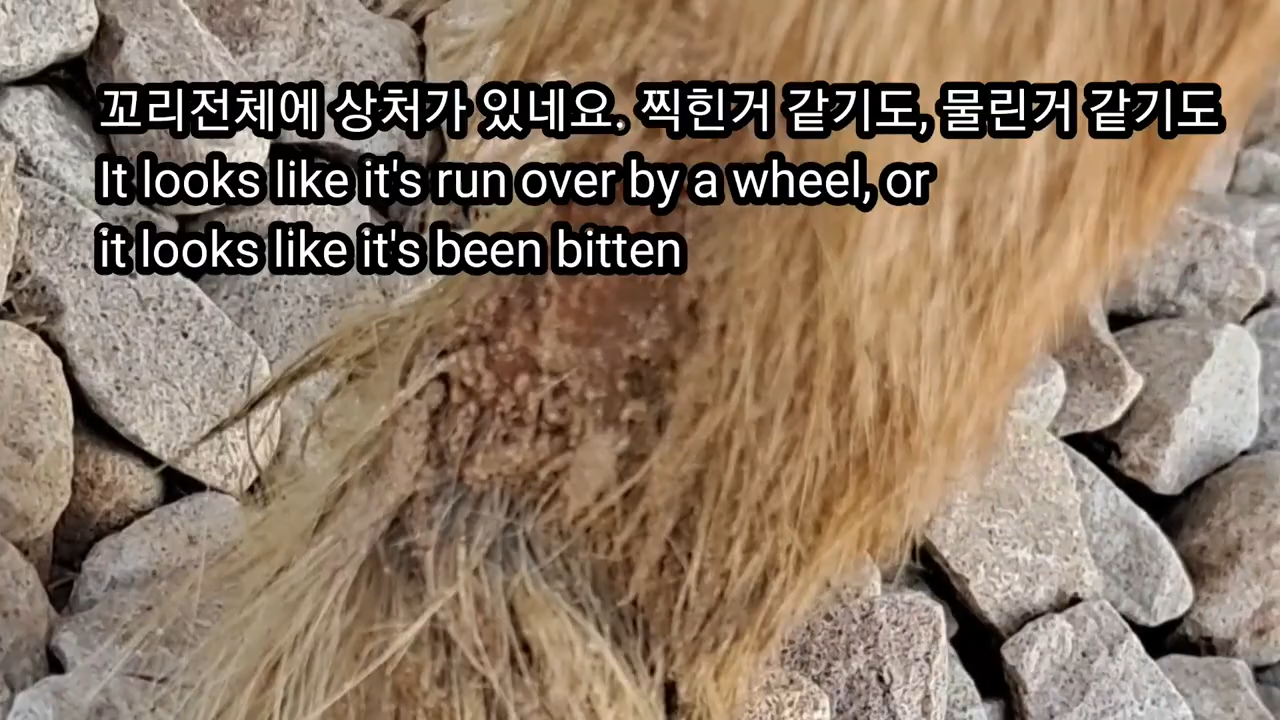 꼬리전체에 상처가 있네요. 찍힌거 같기도, 물린거 같기도
It looks like it's run over by a wheel, or
it looks like it's been bitten